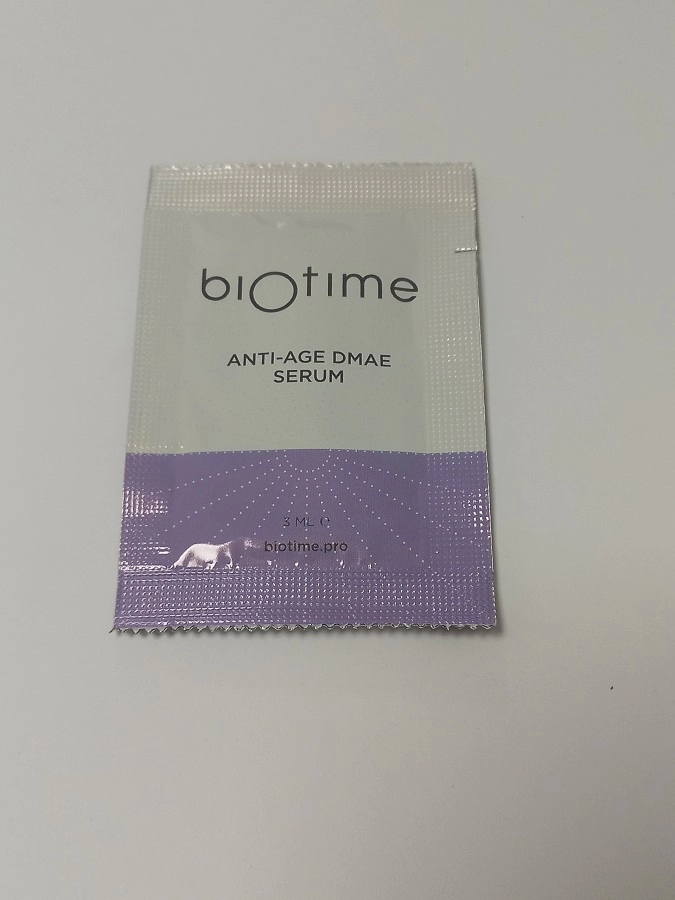 biOtime
ANTI-AGE DMAE
SERUM
3 ML ℮
biotime.pro